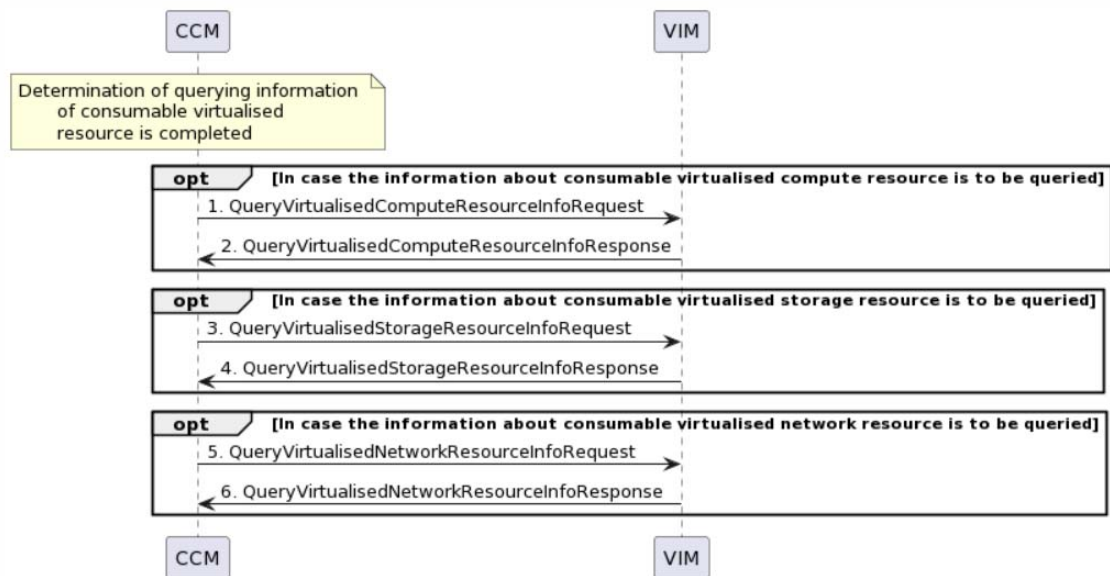 CCM VIM
Determination of querying information
of consumable virtualised
resource is completed
opt [In case the information about consumable virtualised compute resource is to be queried]
1. QueryVirtualisedComputeResourceInfoRequest
2. QueryVirtualisedComputeResourceInfoResponse
opt [In case the information about consumable virtualised storage resource is to be queried]
3. QueryVirtualisedStorageResourceInfoRequest
4. QueryVirtualisedStorageResourceInfoResponse
opt [In case the information about consumable virtualised network resource is to be queried]
5. QueryVirtualisedNetworkResourceInfoRequest
6. QueryVirtualisedNetworkResourceInfoResponse
CCM VIM